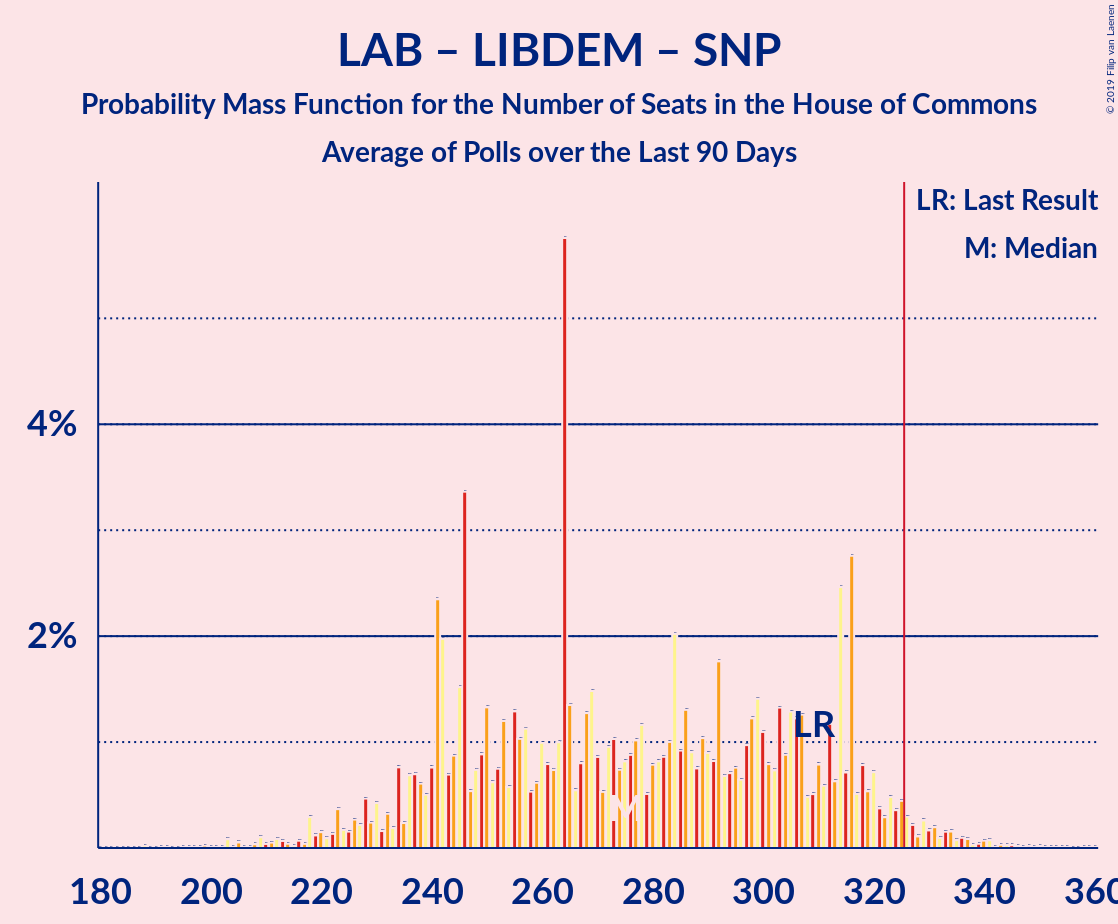 LAB – LIBDEM – SNP
Probability Mass Function for the Number of Seats in the House of Commons
Average of Polls over the Last 90 Days
© 2019 Filip van Laenen
LR: Last Result
M: Median
4%
2%
LR
M
180 200 220 240 260 280 300 320 340 360